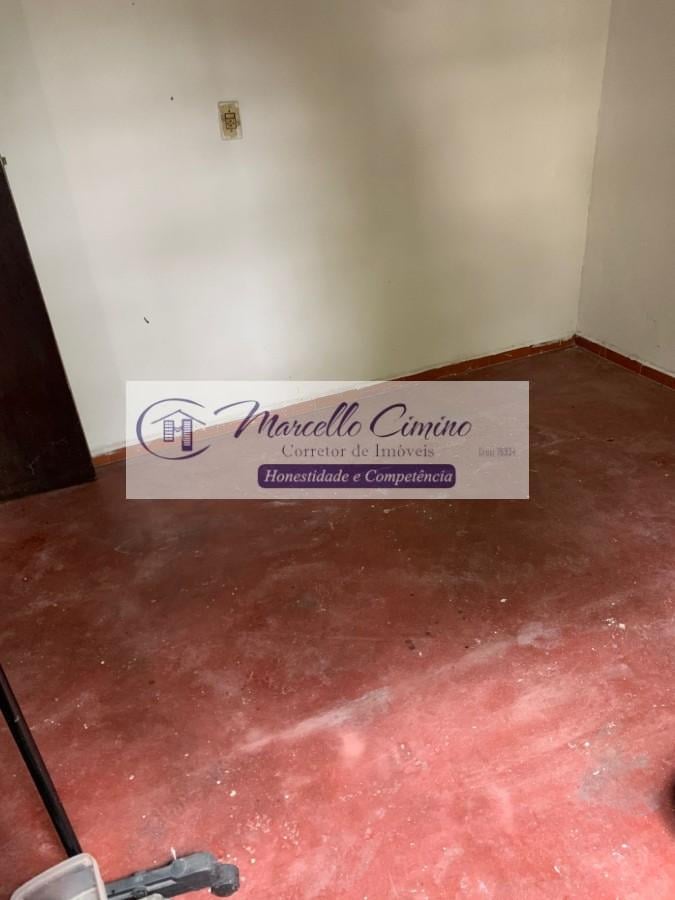 Marcello Cimino
Corretor de Imóveis
Honestidade e Competência